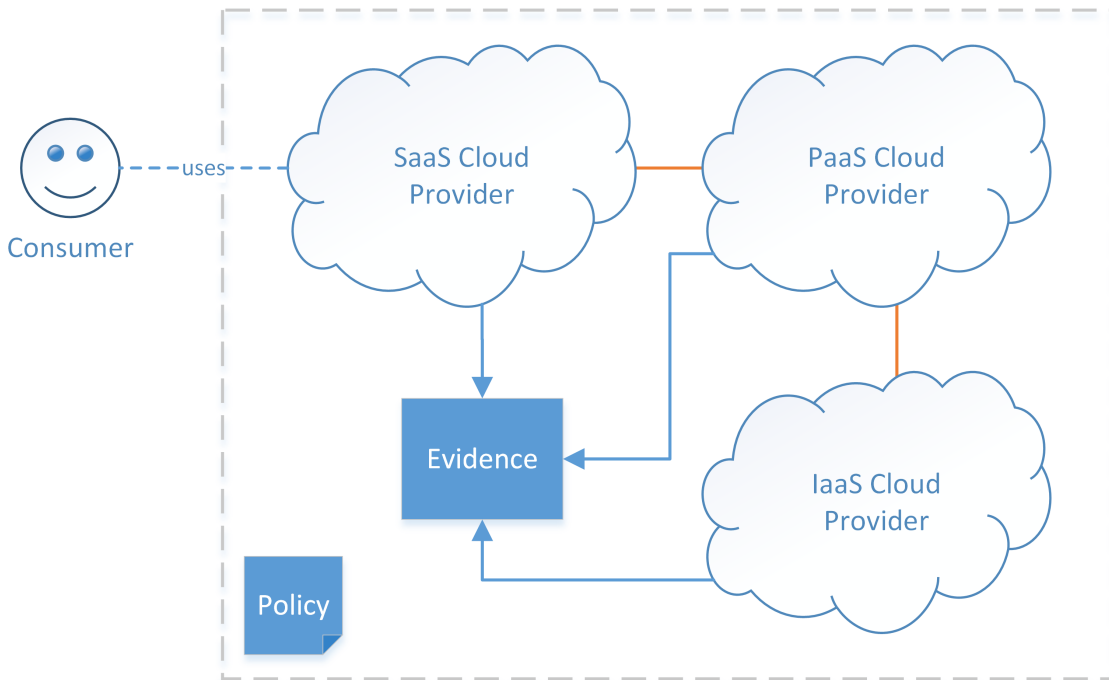 SaaS Cloud
Provider
PaaS Cloud
Provider
uses
Consumer
Evidence
IaaS Cloud
Provider
Policy